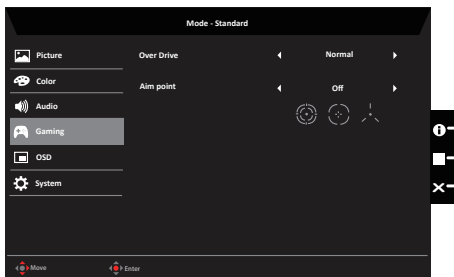 Mode - Standard
Picture
Over Drive
Normal
Color
Aim point
Off
Audio
Gaming
OSD
System
Move
Enter